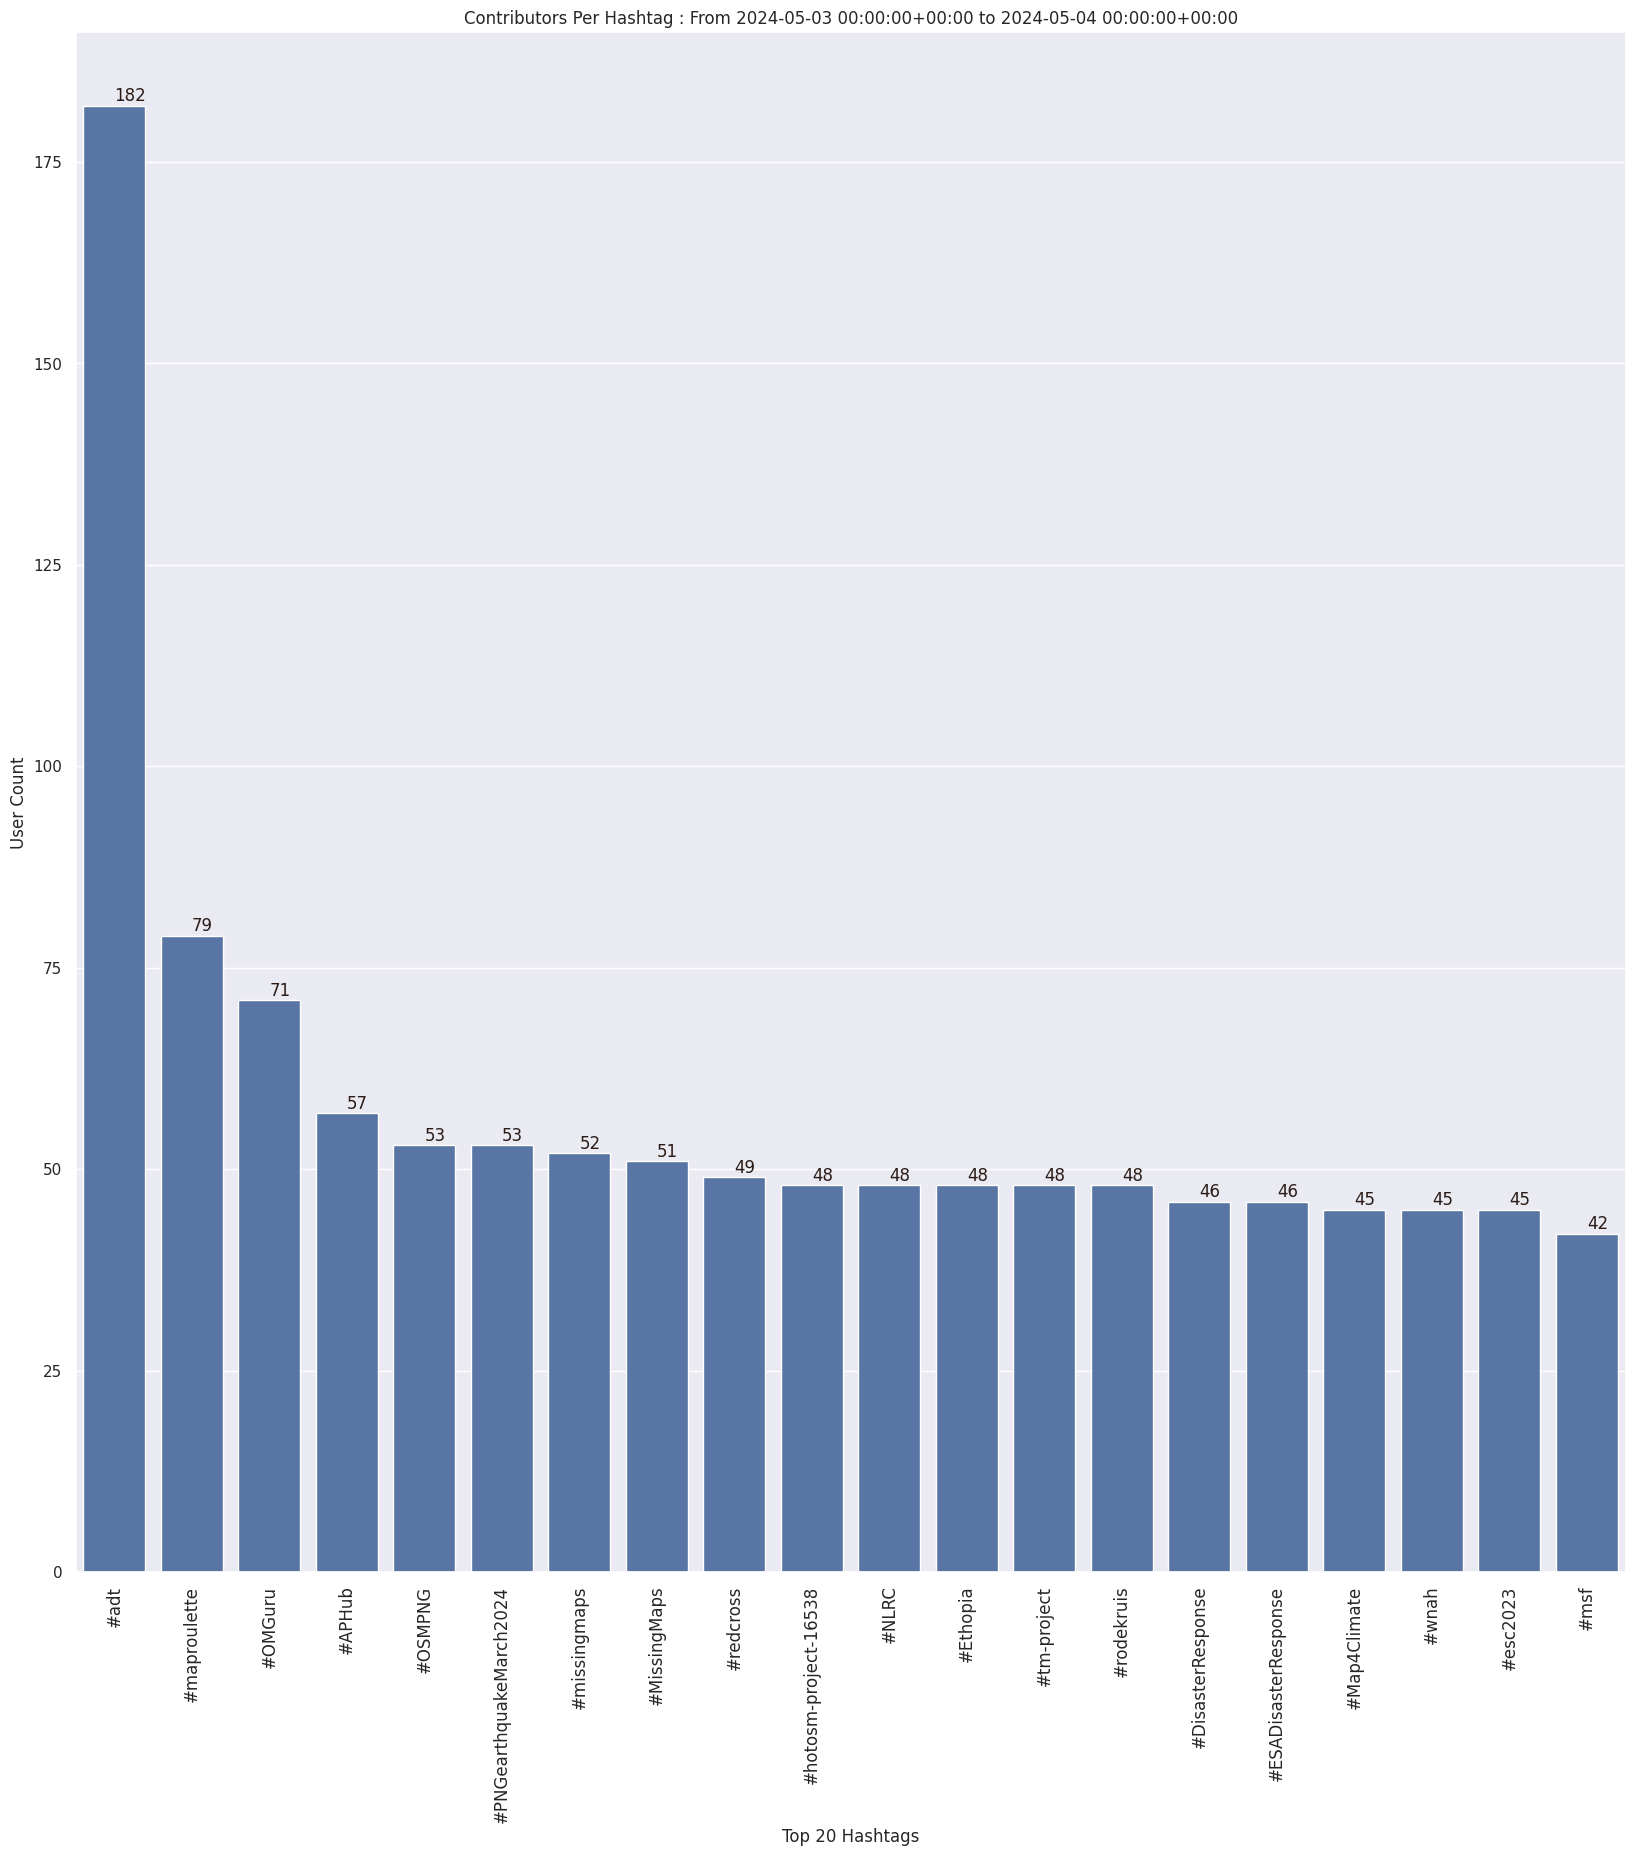 Contributors Per Hashtag : From 2024-05-03 00:00:00+00:00 to 2024-05-04 00:00:00+00:00
User Count
175
150
125
100
75
50
25
0
182
79
71
57
53
53
52
51
49
48
48
48
48
48
46
46
45
45
45
42
#adt
#maproulette
#OMGuru
#APHub
#OSMPNG
#PNGearthquakeMarch2024
#missingmaps
#MissingMaps
#redcross
#hotosm-project-16538
#NLRC
#Ethopia
#tm-project
#rodekruis
#DisasterResponse
#ESADisasterResponse
#Map4Climate
#wnah
#esc2023
#msf
Top 20 Hashtags